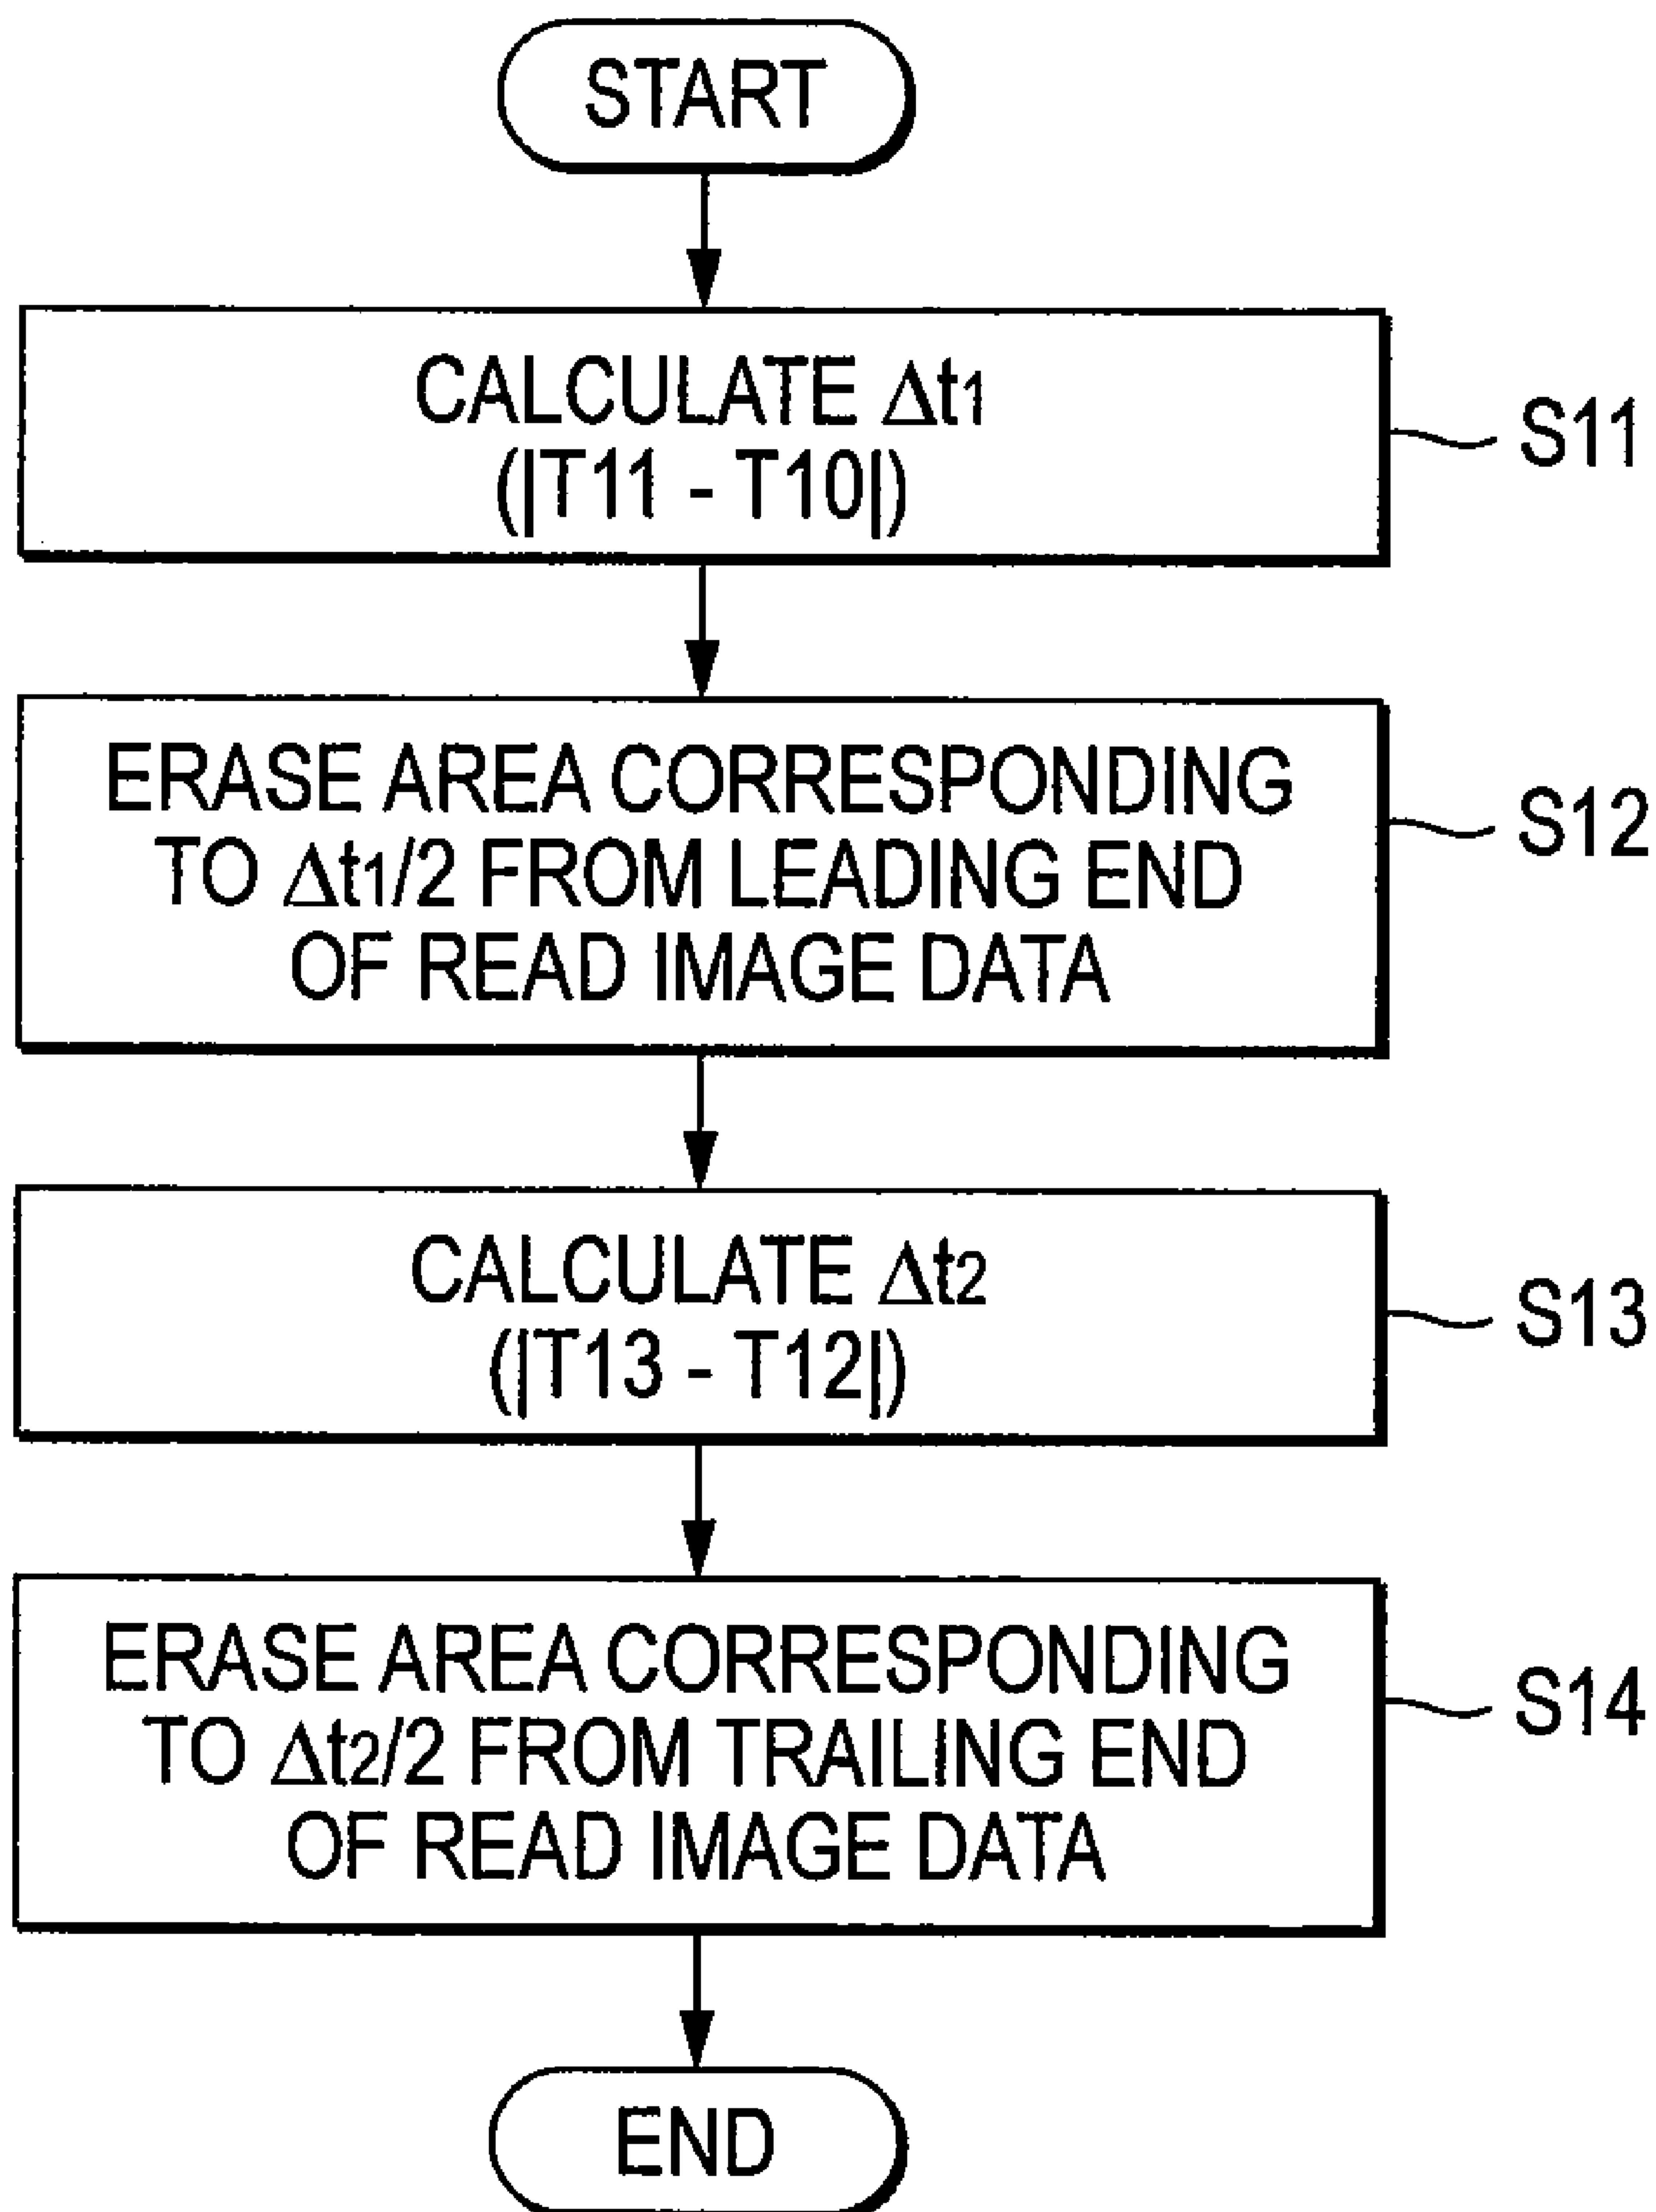 START
CALCULATE Δt1
(|T11 - T10|)
S11
ERASE AREA CORRESPONDING
TO Δt1/2 FROM LEADING END
OF READ IMAGE DATA
S12
CALCULATE Δt2
(|T13 - T12|)
S13
ERASE AREA CORRESPONDING
TO Δt2/2 FROM TRAILING END
OF READ IMAGE DATA
S14
END